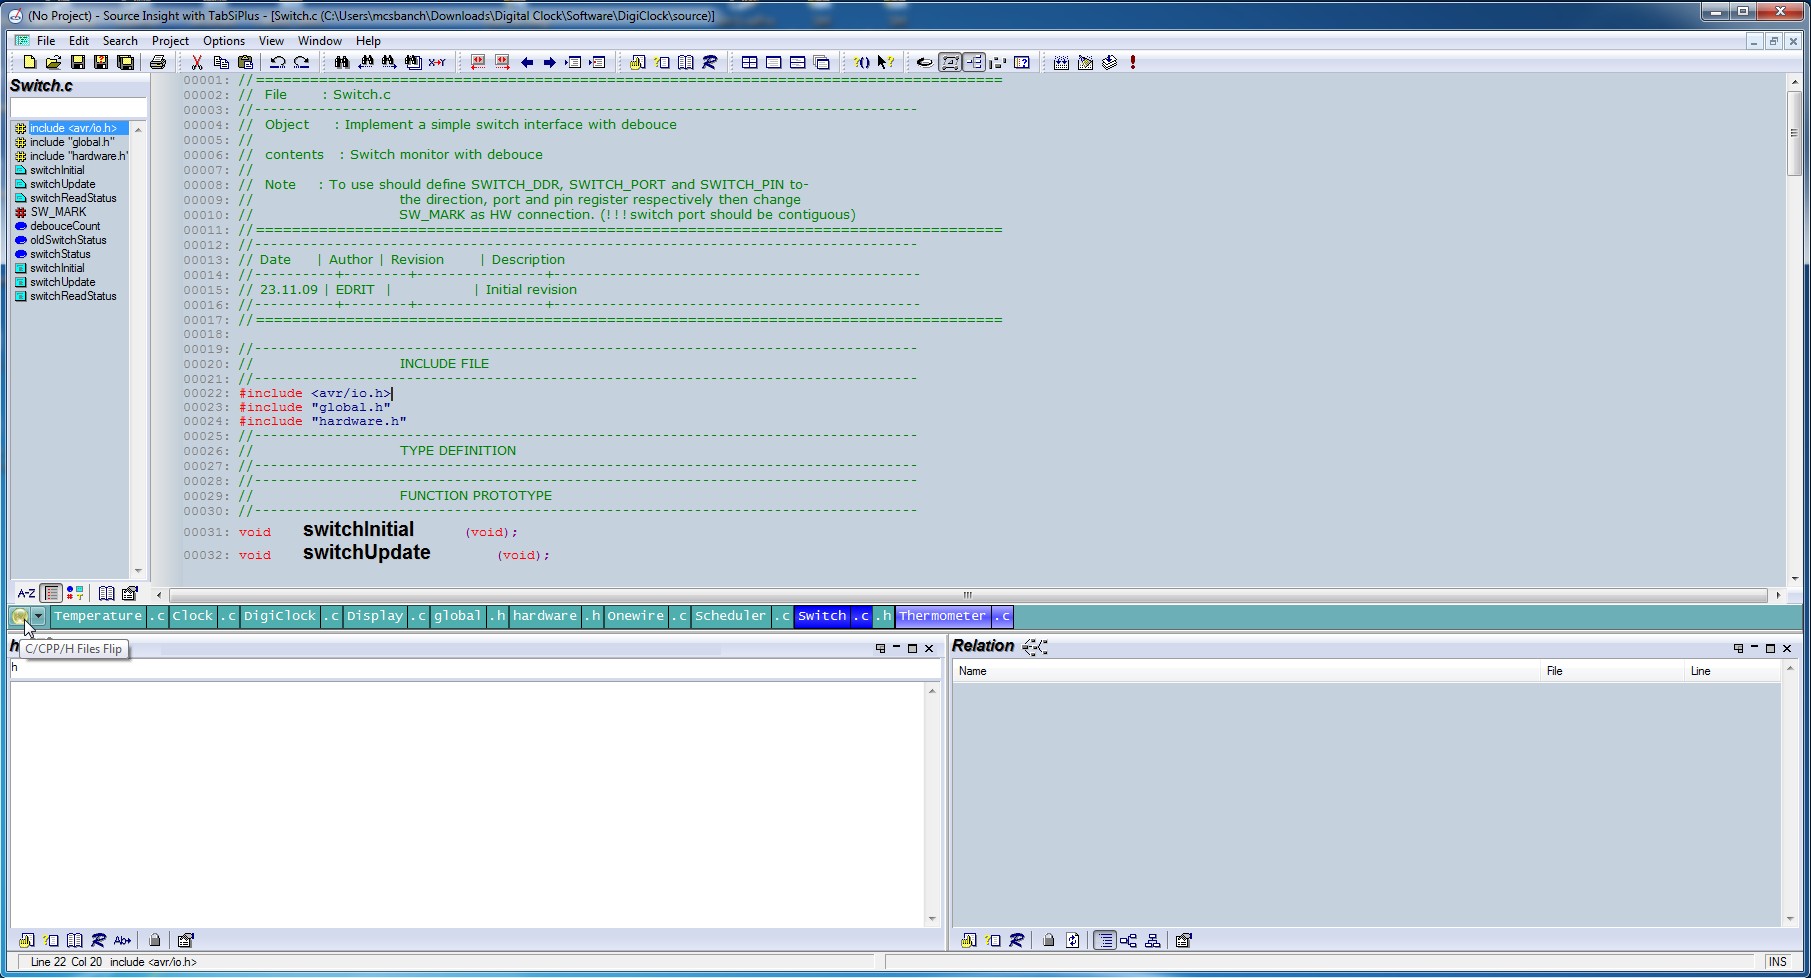 (No Project) - Source Insight with TabSiPlus - [Switch.c (C:\Users\mcsbanch\Downloads\Digital Clock\Software\DigiClock\source)]
File Edit Search Project Options View Window Help
Switch.c
include <avr/io.h>
include "global.h"
include "hardware.h"
switchInitial
switchUpdate
switchReadStatus
SW_MARK
debouceCount
oldSwitchStatus
switchStatus
switchInitial
switchUpdate
switchReadStatus
A-Z
00001: //===================================================================================
00002: // File : Switch.c
00003: //-----------------------------------------------------------------------------------
00004: // Object : Implement a simple switch interface with debouce
00005: //
00006: // contents : Switch monitor with debouce
00007: //
00008: // Note : To use should define SWITCH_DDR, SWITCH_PORT and SWITCH_PIN to-
00009: // the direction, port and pin register respectively then change
00010: // SW_MARK as HW connection. (!!!switch port should be contiguous)
00011: //===================================================================================
00012: //-----------------------------------------------------------------------------------
00013: // Date | Author | Revision | Description
00014: //----------+--------+----------------+----------------------------------------------
00015: // 23.11.09 | EDRIT | | Initial revision
00016: //----------+--------+----------------+----------------------------------------------
00017: //===================================================================================
00018:
00019: //-----------------------------------------------------------------------------------
00020: // INCLUDE FILE
00021: //-----------------------------------------------------------------------------------
00022: #include <avr/io.h>
00023: #include "global.h"
00024: #include "hardware.h"
00025: //-----------------------------------------------------------------------------------
00026: // TYPE DEFINITION
00027: //-----------------------------------------------------------------------------------
00028: //-----------------------------------------------------------------------------------
00029: // FUNCTION PROTOTYPE
00030: //-----------------------------------------------------------------------------------
00031: void switchInitial (void);
00032: void switchUpdate (void);
Temperature .c Clock .c DigiClock .c Display .c global .h hardware .h Onewire .c Scheduler .c Switch .c .h Thermometer .c
C/CPP/H Files Flip
h
Relation
Name File Line
Line 22 Col 20 include <avr/io.h>
INS